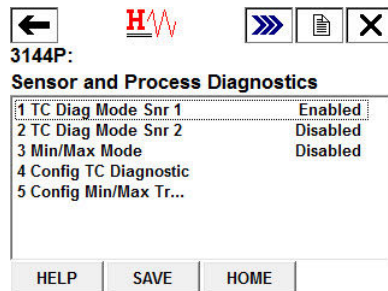 H
3144P:
Sensor and Process Diagnostics
1 TC Diag Mode Snr 1 Enabled
2 TC Diag Mode Snr 2 Disabled
3 Min/Max Mode Disabled
4 Config TC Diagnostic
5 Config Min/Max Tr...
HELP SAVE HOME